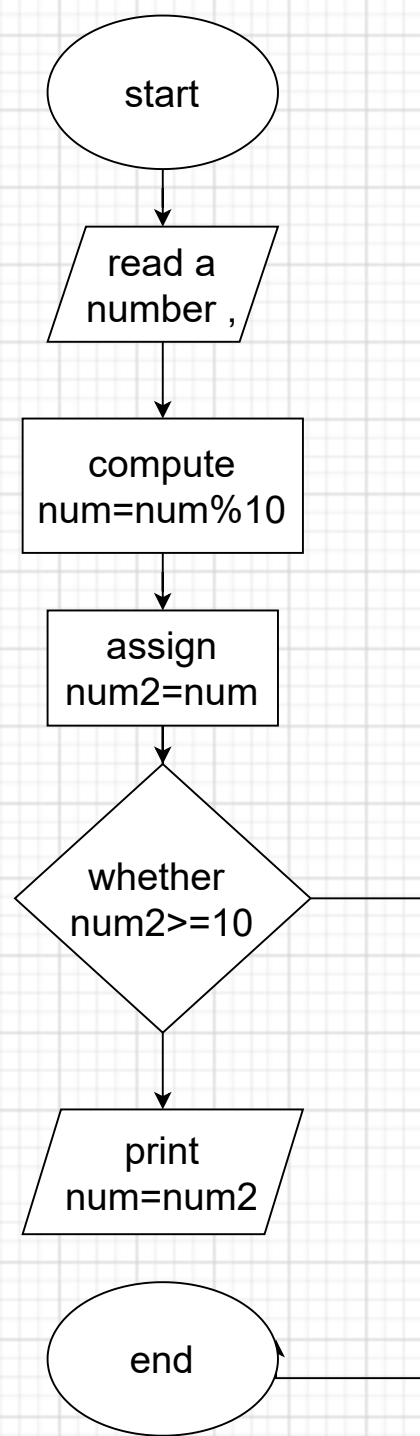 start
read a
number ,
compute
num=num%10
assign
num2=num
whether
num2>=10
print
num=num2
end